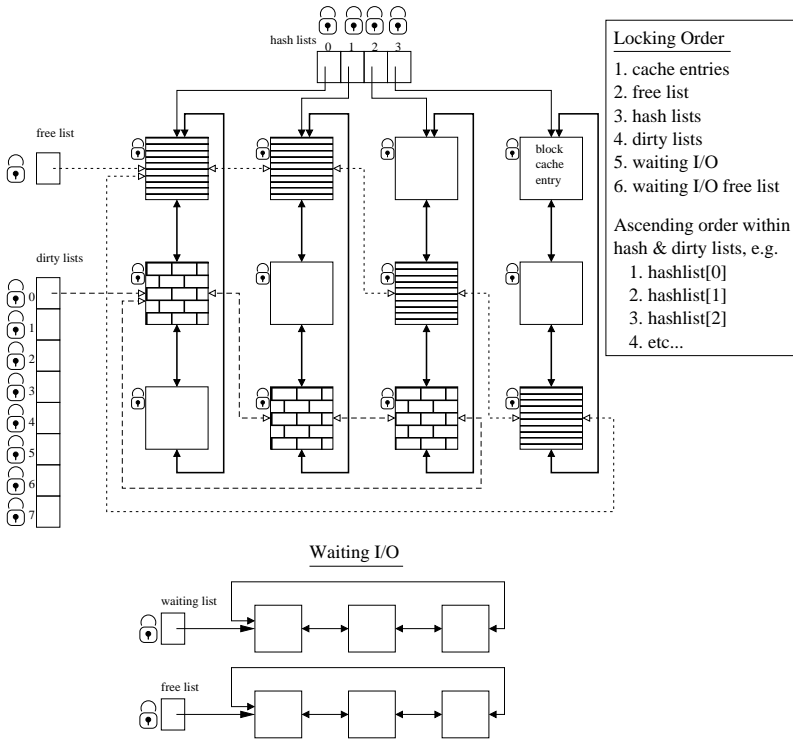 hash lists
0 1 2 3
free list
block
cache
entry
dirty lists
0
1
2
3
4
5
6
7
Locking Order
1. cache entries
2. free list
3. hash lists
4. dirty lists
5. waiting I/O
6. waiting I/O free list
Ascending order within
hash & dirty lists, e.g.
1. hashlist[0]
2. hashlist[1]
3. hashlist[2]
4. etc...
Waiting I/O
waiting list
free list